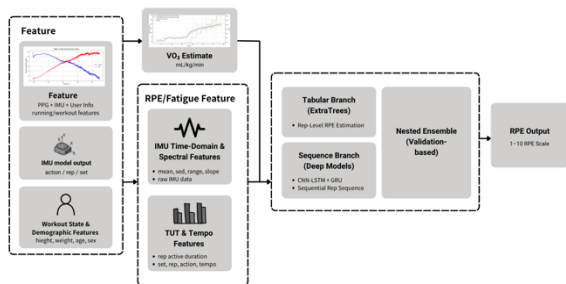 Feature
Feature
PPG + IMU + User Info
running/workout features
IMU model output
action / rep / set
Workout State &
Demographic Features
hieght, weight, age, sex
VO₂ Estimate
mL/kg/min
RPE/Fatigue Feature
IMU Time-Domain
& Spectral Features
• mean, sed, range, slope
• raw IMU data
TUT & Tempo
Features
• rep active duration
• set, rep, action, tempo
Tabular Branch
(ExtraTrees)
• Rep-Level RPE Estimation
Sequence Branch
(Deep Models)
• CNN-LSTM + GRU
• Sequential Rep Sequence
Nested Ensemble
(Validation-
based)
RPE Output
1–10 RPE Scale